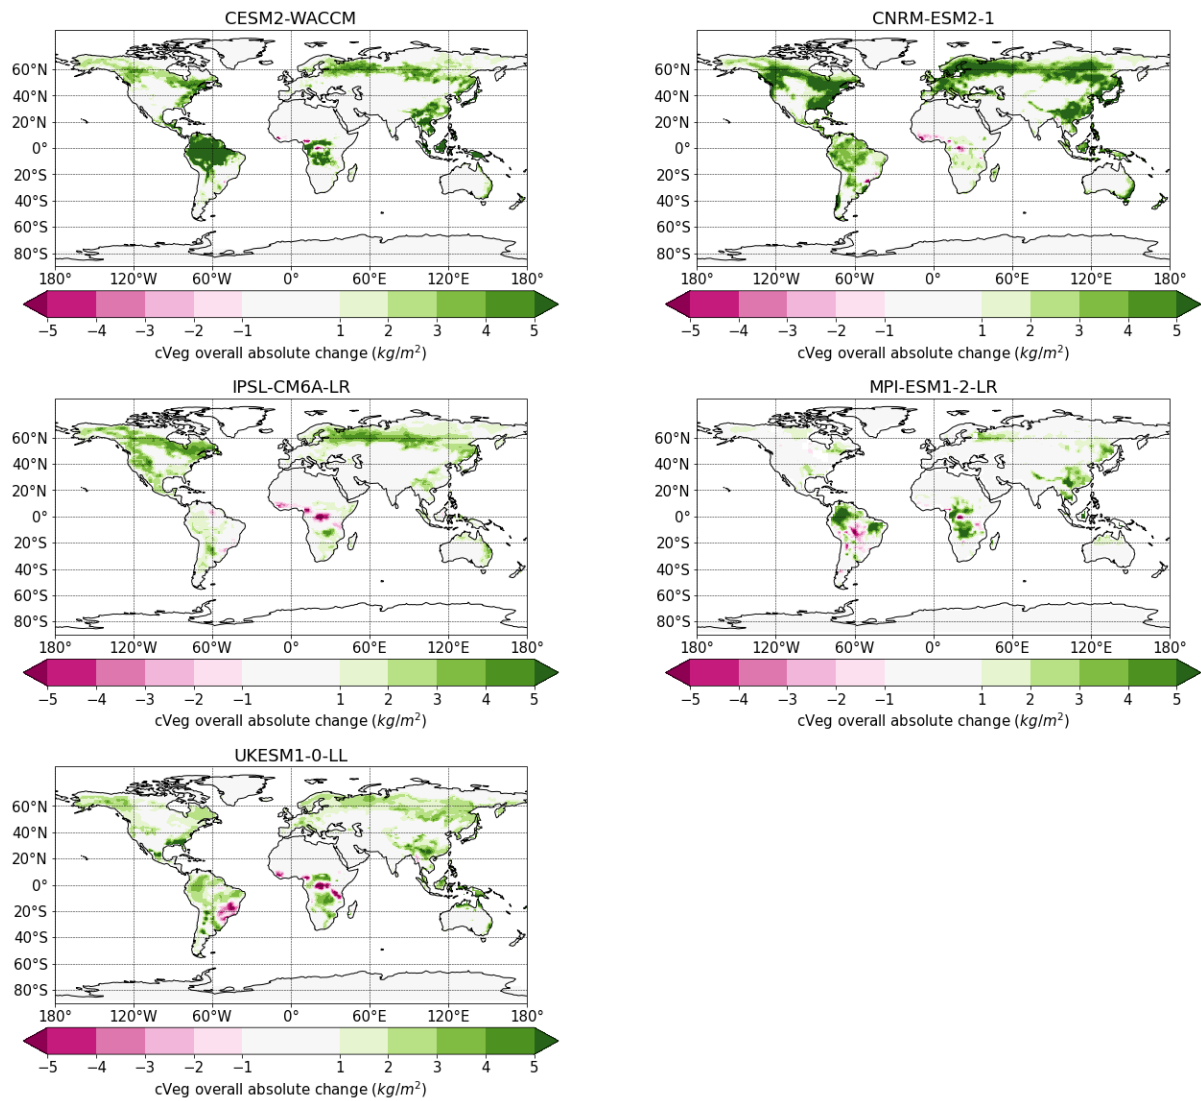 CESM2-WACCM
60°N
40°N
20°N
0°
20°S
40°S
60°S
80°S
180° 120°W 60°W 0° 60°E 120°E 180°
−5 −4 −3 −2 −1 1 2 3 4 5
cVeg overall absolute change (kg/m²)
CNRM-ESM2-1
60°N
40°N
20°N
0°
20°S
40°S
60°S
80°S
180° 120°W 60°W 0° 60°E 120°E 180°
−5 −4 −3 −2 −1 1 2 3 4 5
cVeg overall absolute change (kg/m²)
IPSL-CM6A-LR
60°N
40°N
20°N
0°
20°S
40°S
60°S
80°S
180° 120°W 60°W 0° 60°E 120°E 180°
−5 −4 −3 −2 −1 1 2 3 4 5
cVeg overall absolute change (kg/m²)
MPI-ESM1-2-LR
60°N
40°N
20°N
0°
20°S
40°S
60°S
80°S
180° 120°W 60°W 0° 60°E 120°E 180°
−5 −4 −3 −2 −1 1 2 3 4 5
cVeg overall absolute change (kg/m²)
UKESM1-0-LL
60°N
40°N
20°N
0°
20°S
40°S
60°S
80°S
180° 120°W 60°W 0° 60°E 120°E 180°
−5 −4 −3 −2 −1 1 2 3 4 5
cVeg overall absolute change (kg/m²)